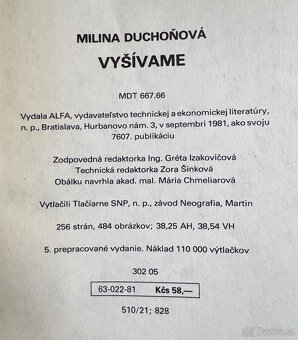 MILINA DUCHOŇOVÁ
VYŠÍVAME
MDT 667.66
Vydala ALFA, vydavateľstvo technickej a ekonomickej literatúry,
n. p., Bratislava, Hurbanovo nám. 3, v septembri 1981, ako svoju
7607. publikáciu
Zodpovedná redaktorka Ing. Gréta Izakovičová
Technická redaktorka Zora Šinková
Obálku navrhla akad. mal. Mária Chmeliarová
Vytlačili Tlačiarne SNP, n. p., závod Neografia, Martin
256 strán, 484 obrázkov; 38,25 AH, 38,54 VH
5. prepracované vydanie. Náklad 110 000 výtlačkov
302 05
63-022-81 Kčs 58,—
510/21; 828
Bazoš.cz